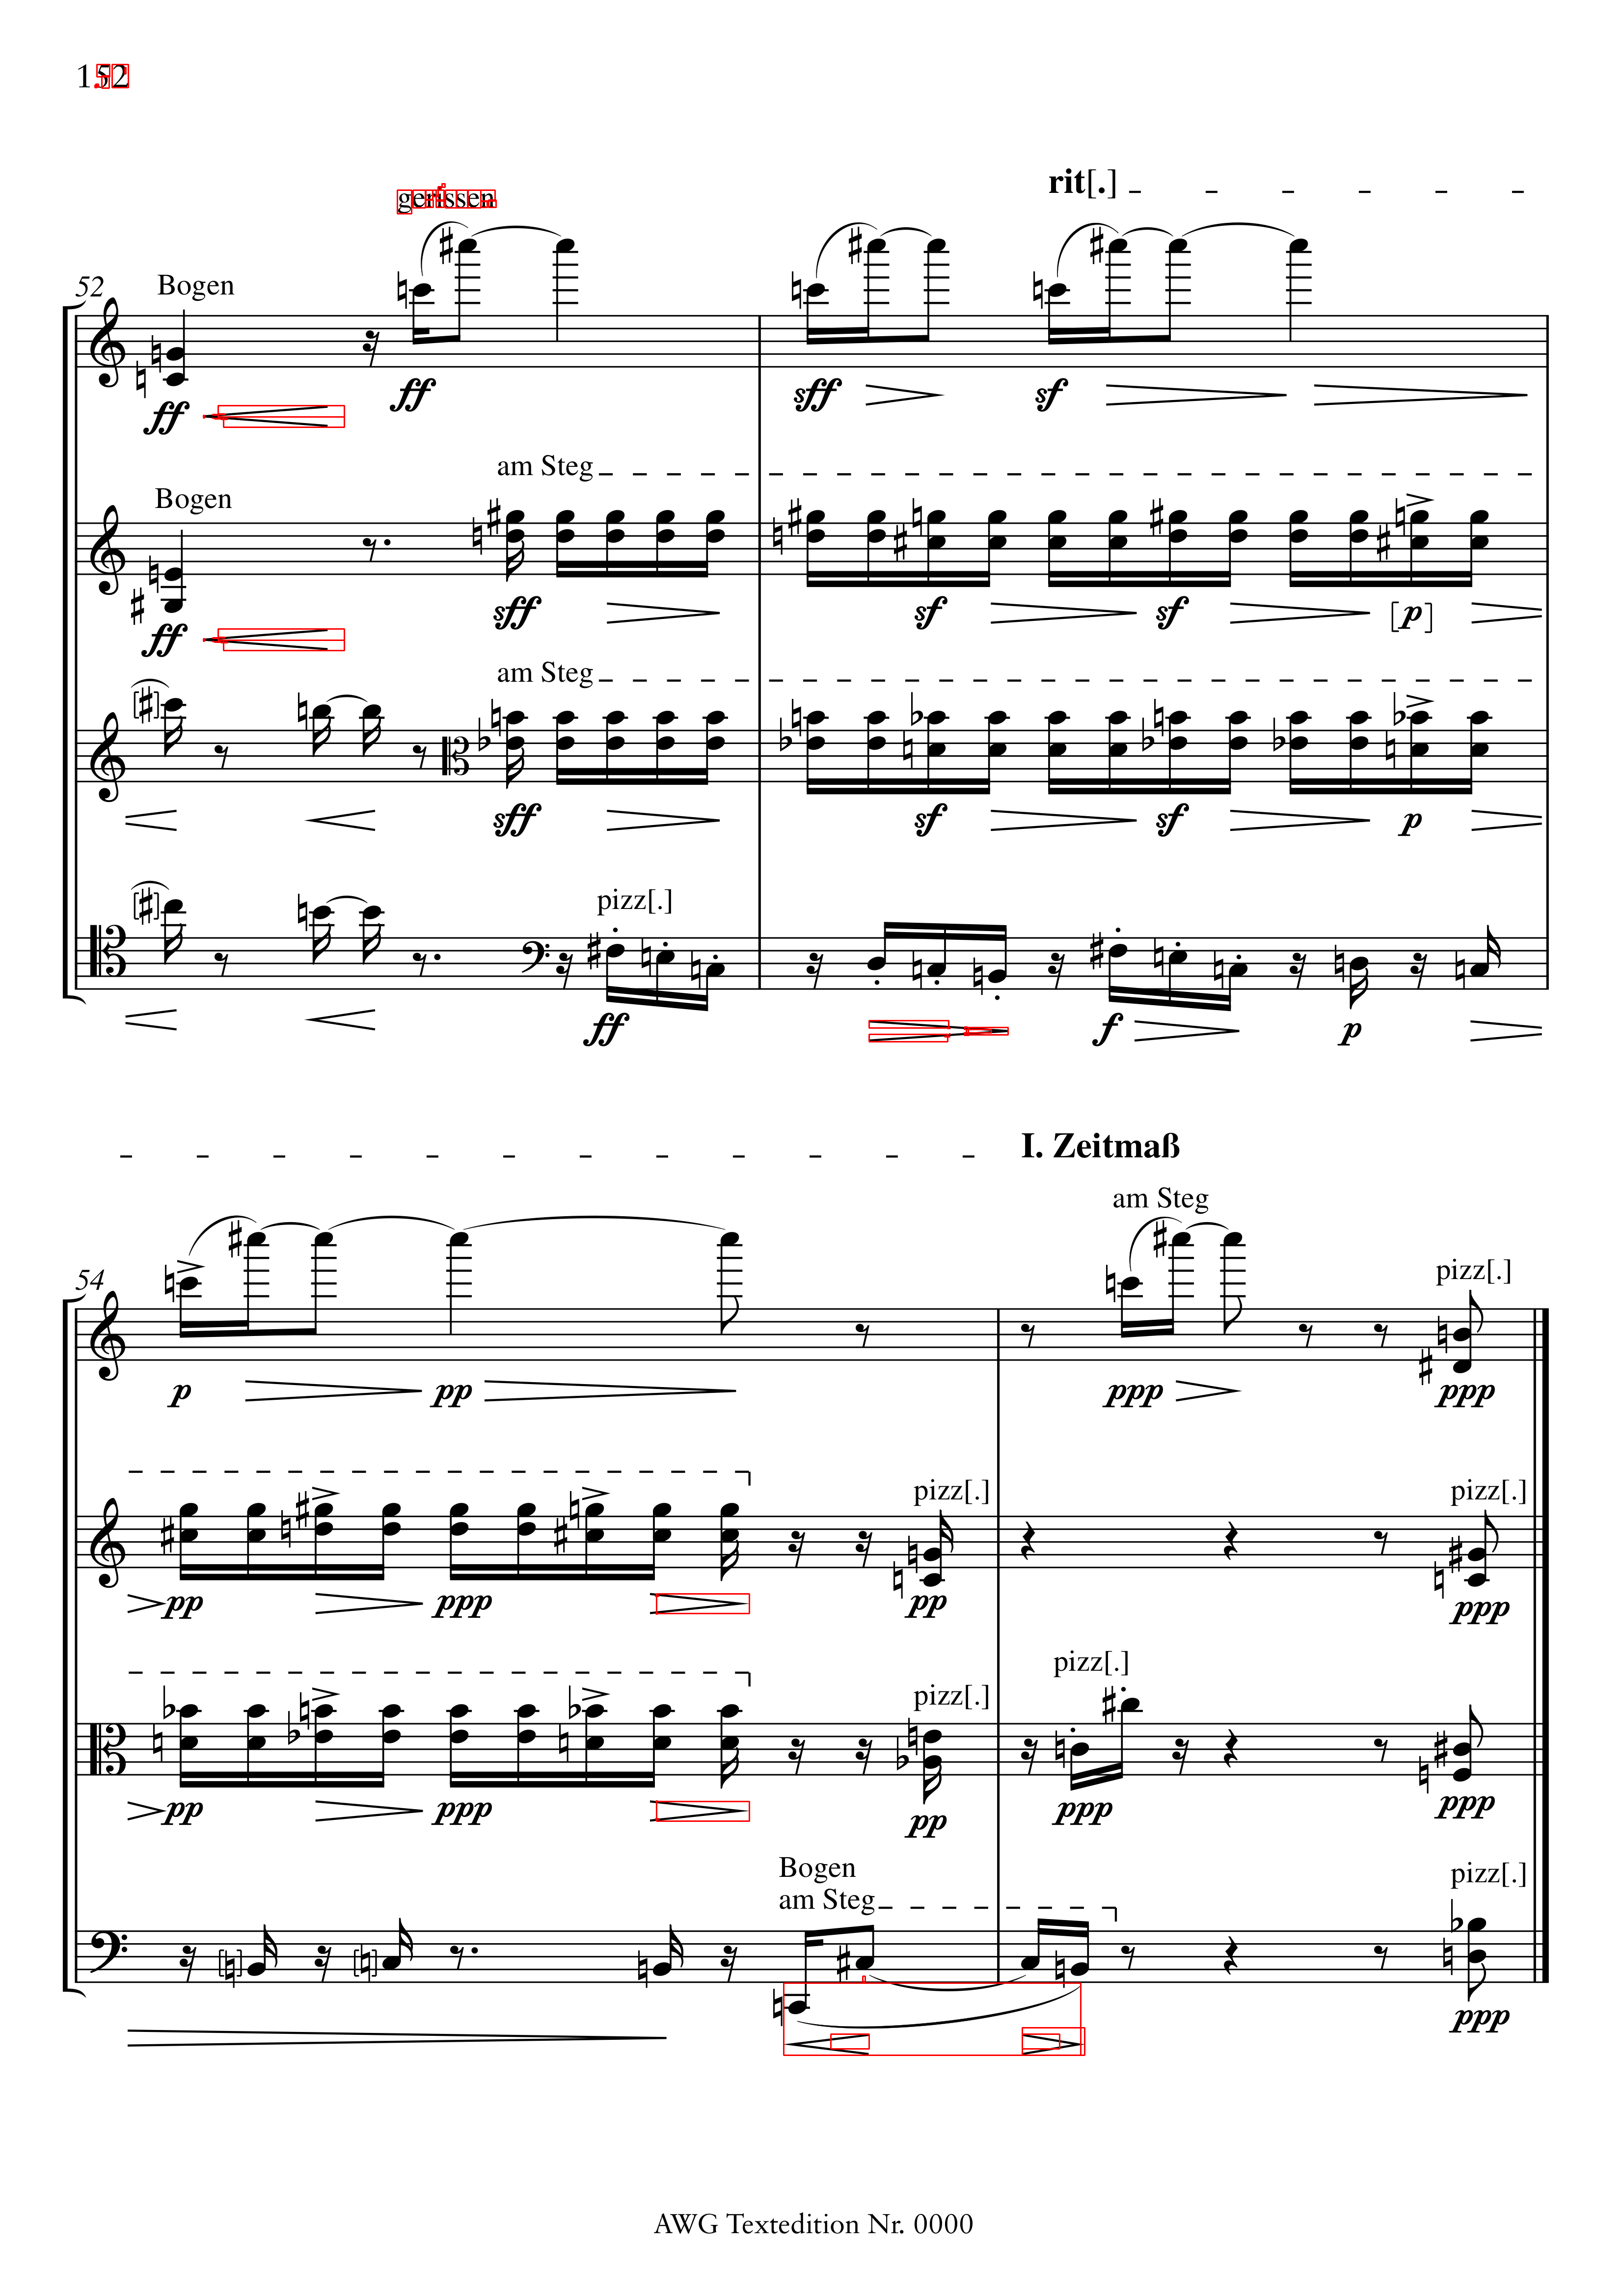 152
gerissen
rit[.]
52
Bogen
ff
ff
sff
sf
am Steg
Bogen
ff
sff
sf
sf
[p]
am Steg
sff
sf
sf
p
pizz[.]
ff
f
p
I. Zeitmaß
am Steg
54
pizz[.]
p
pp
ppp
ppp
pizz[.]
pizz[.]
pp
ppp
pp
ppp
pizz[.]
pizz[.]
pp
ppp
pp
ppp
ppp
Bogen
am Steg
pizz[.]
ppp
AWG Textedition Nr. 0000